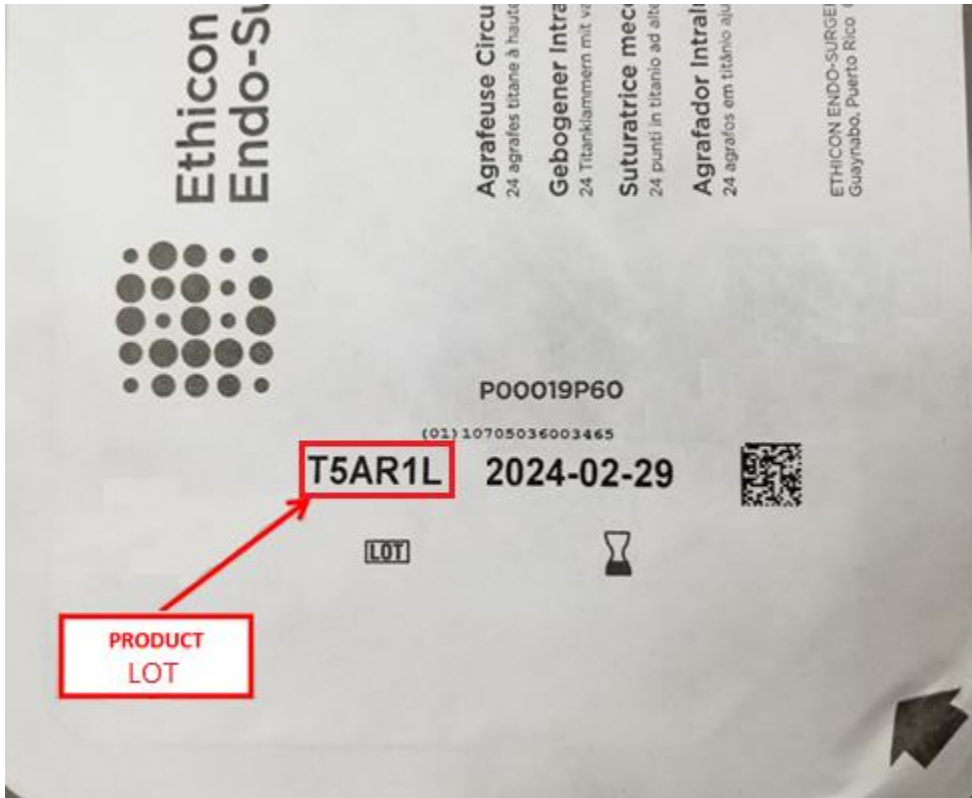 Ethicon
Endo-Su
Agrafeuse Circu
24 agrafes titane à haute
Gebogener Intra
24 Titanklammern mit va
Suturatrice mec
24 punti in titanio ad alte
Agrafador Intral
24 agrafos em titânio aju
ETHICON ENDO-SURGE
Guaynabo, Puerto Rico
P00019P60
(01)10705036003465
T5AR1L 2024-02-29
LOT
PRODUCT
LOT